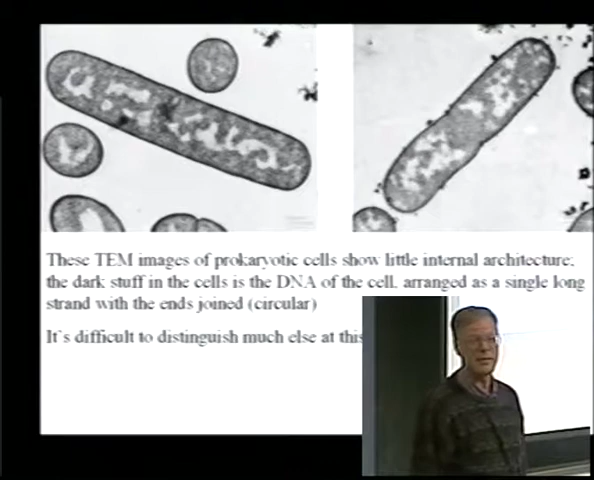 These TEM images of prokaryotic cells show little internal architecture;
the dark stuff in the cells is the DNA of the cell, arranged as a single long
strand with the ends joined (circular)
It's difficult to distinguish much else at this